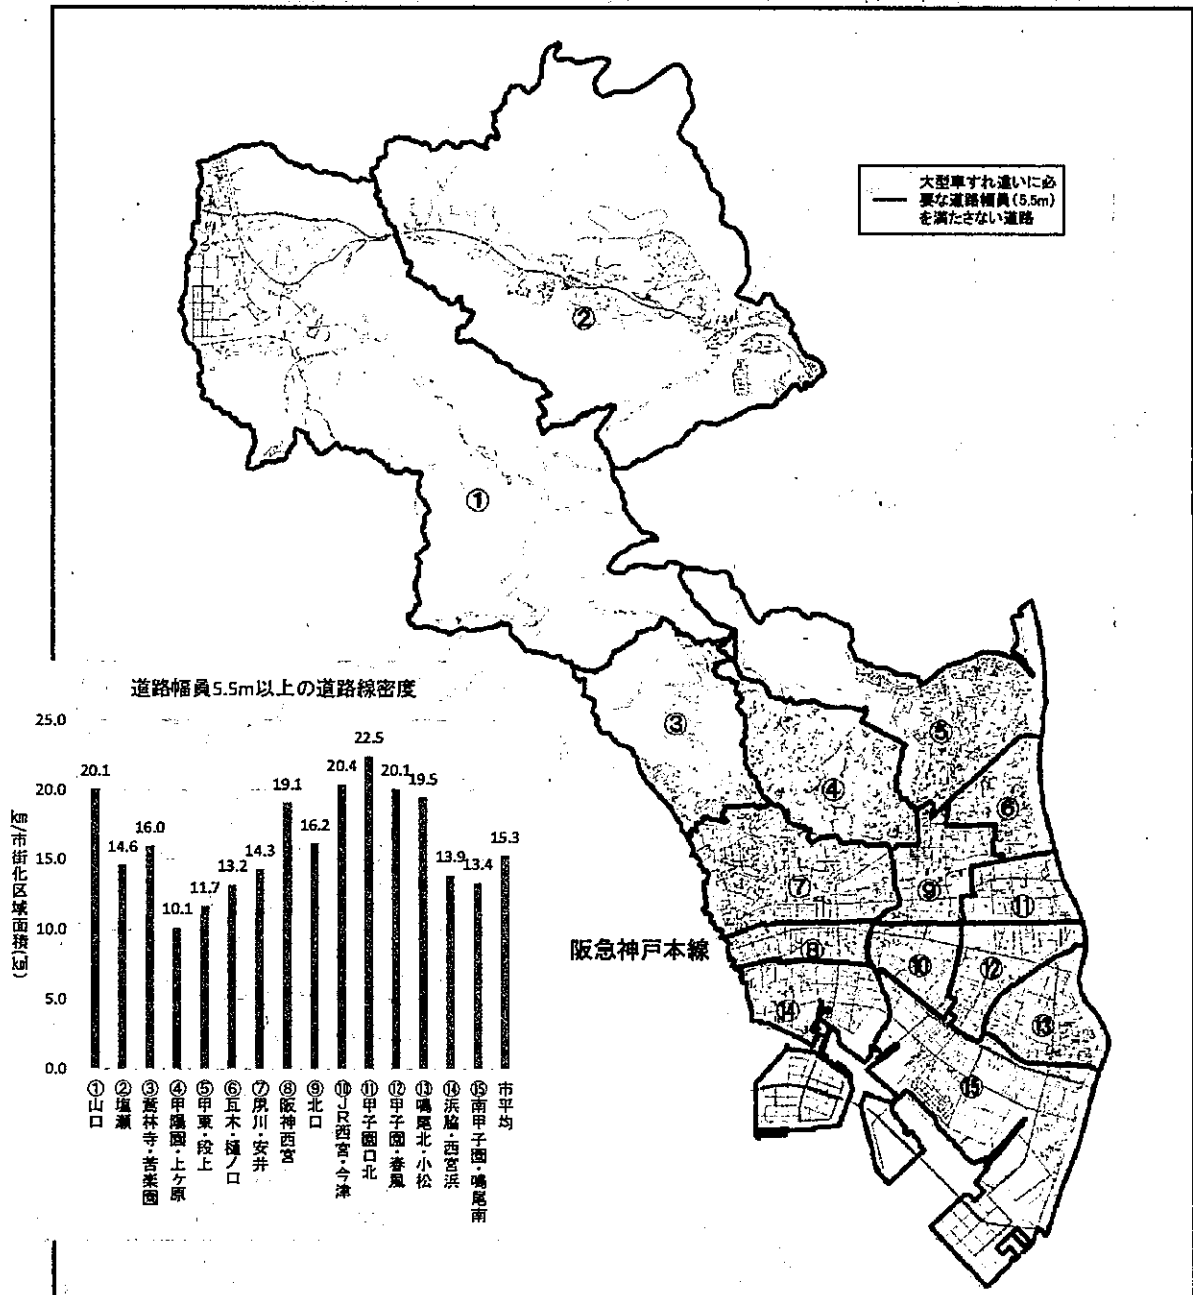 大型車すれ違いに必
要な道路幅員(5.5m)
を満たさない道路
②
①
③
⑤
④
⑥
⑦
⑨
⑪
阪急神戸本線
⑧
⑩
⑫
⑭
⑬
⑮
道路幅員5.5m以上の道路線密度
km/市街化区域面積(km²)
25.0
20.0
15.0
10.0
5.0
0.0
20.1
14.6
16.0
10.1
11.7
13.2
14.3
19.1
16.2
20.4
22.5
20.1
19.5
13.9
13.4
15.3
①山口
②塩瀬
③鷲林寺・苦楽園
④甲陽園・上ケ原
⑤甲東・段上
⑥瓦木・樋ノ口
⑦夙川・安井
⑧阪神西宮
⑨北口
⑩JR西宮・今津
⑪甲子園口北
⑫甲子園・春風
⑬鳴尾北・小松
⑭浜脇・西宮浜
⑮南甲子園・鳴尾南
市平均